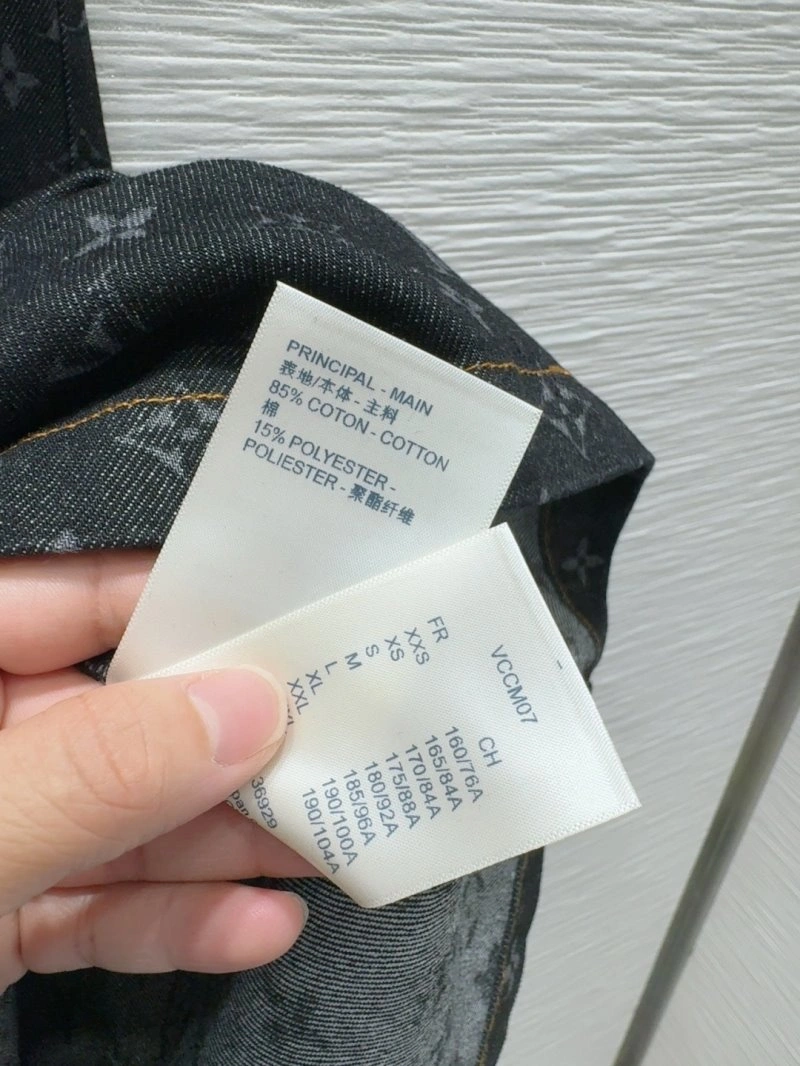 PRINCIPAL - MAIN
表地/本体 - 主料
85% COTON - COTTON
棉
15% POLYESTER -
POLIESTER - 聚酯纤维
VCCM07
FR CH
XXS 160/76A
XS 165/84A
S 170/84A
M 175/88A
L 180/92A
XL 185/96A
XXL 190/100A
190/104A
36929